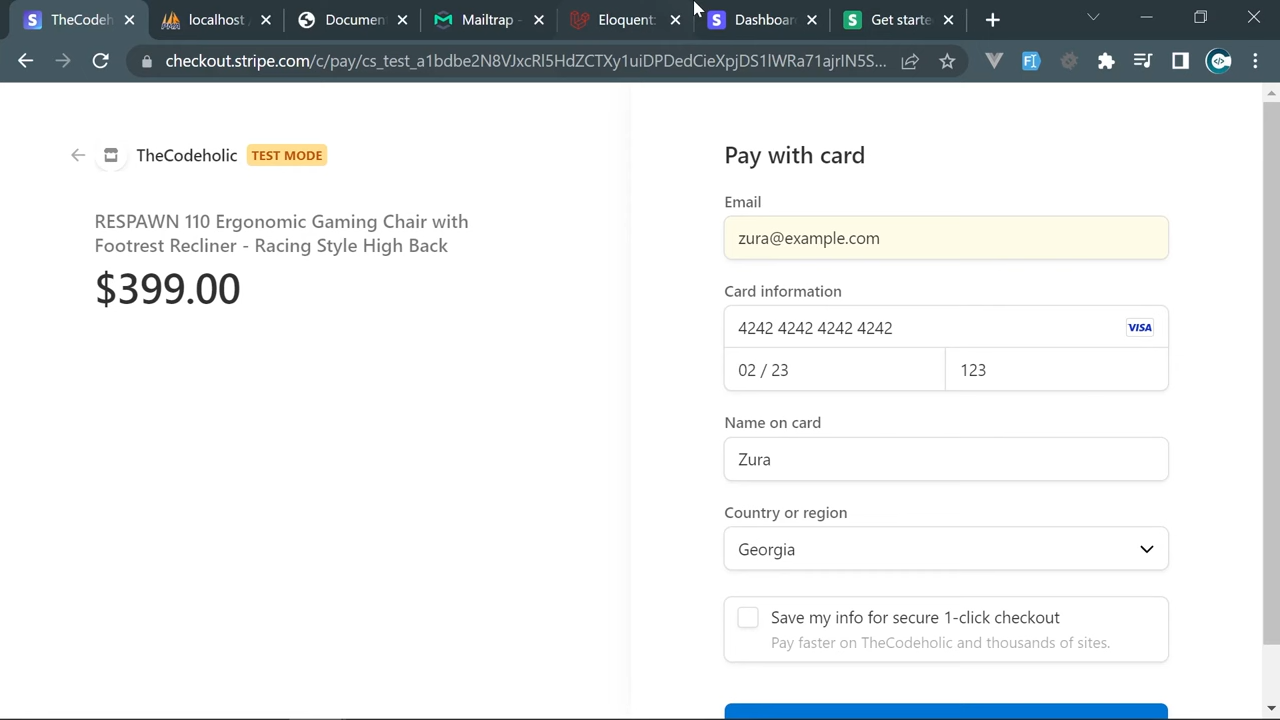 TheCodeh
localhost
Documen
Mailtrap -
Eloquent:
Dashboar
Get starte
checkout.stripe.com/c/pay/cs_test_a1bdbe2N8VJxcRl5HdZCTXy1uiDPDedCieXpjDS1lWRa71ajrIN5S...
TheCodeholic TEST MODE
RESPAWN 110 Ergonomic Gaming Chair with
Footrest Recliner - Racing Style High Back
$399.00
Pay with card
Email
zura@example.com
Card information
4242 4242 4242 4242 VISA
02 / 23 123
Name on card
Zura
Country or region
Georgia
Save my info for secure 1-click checkout
Pay faster on TheCodeholic and thousands of sites.